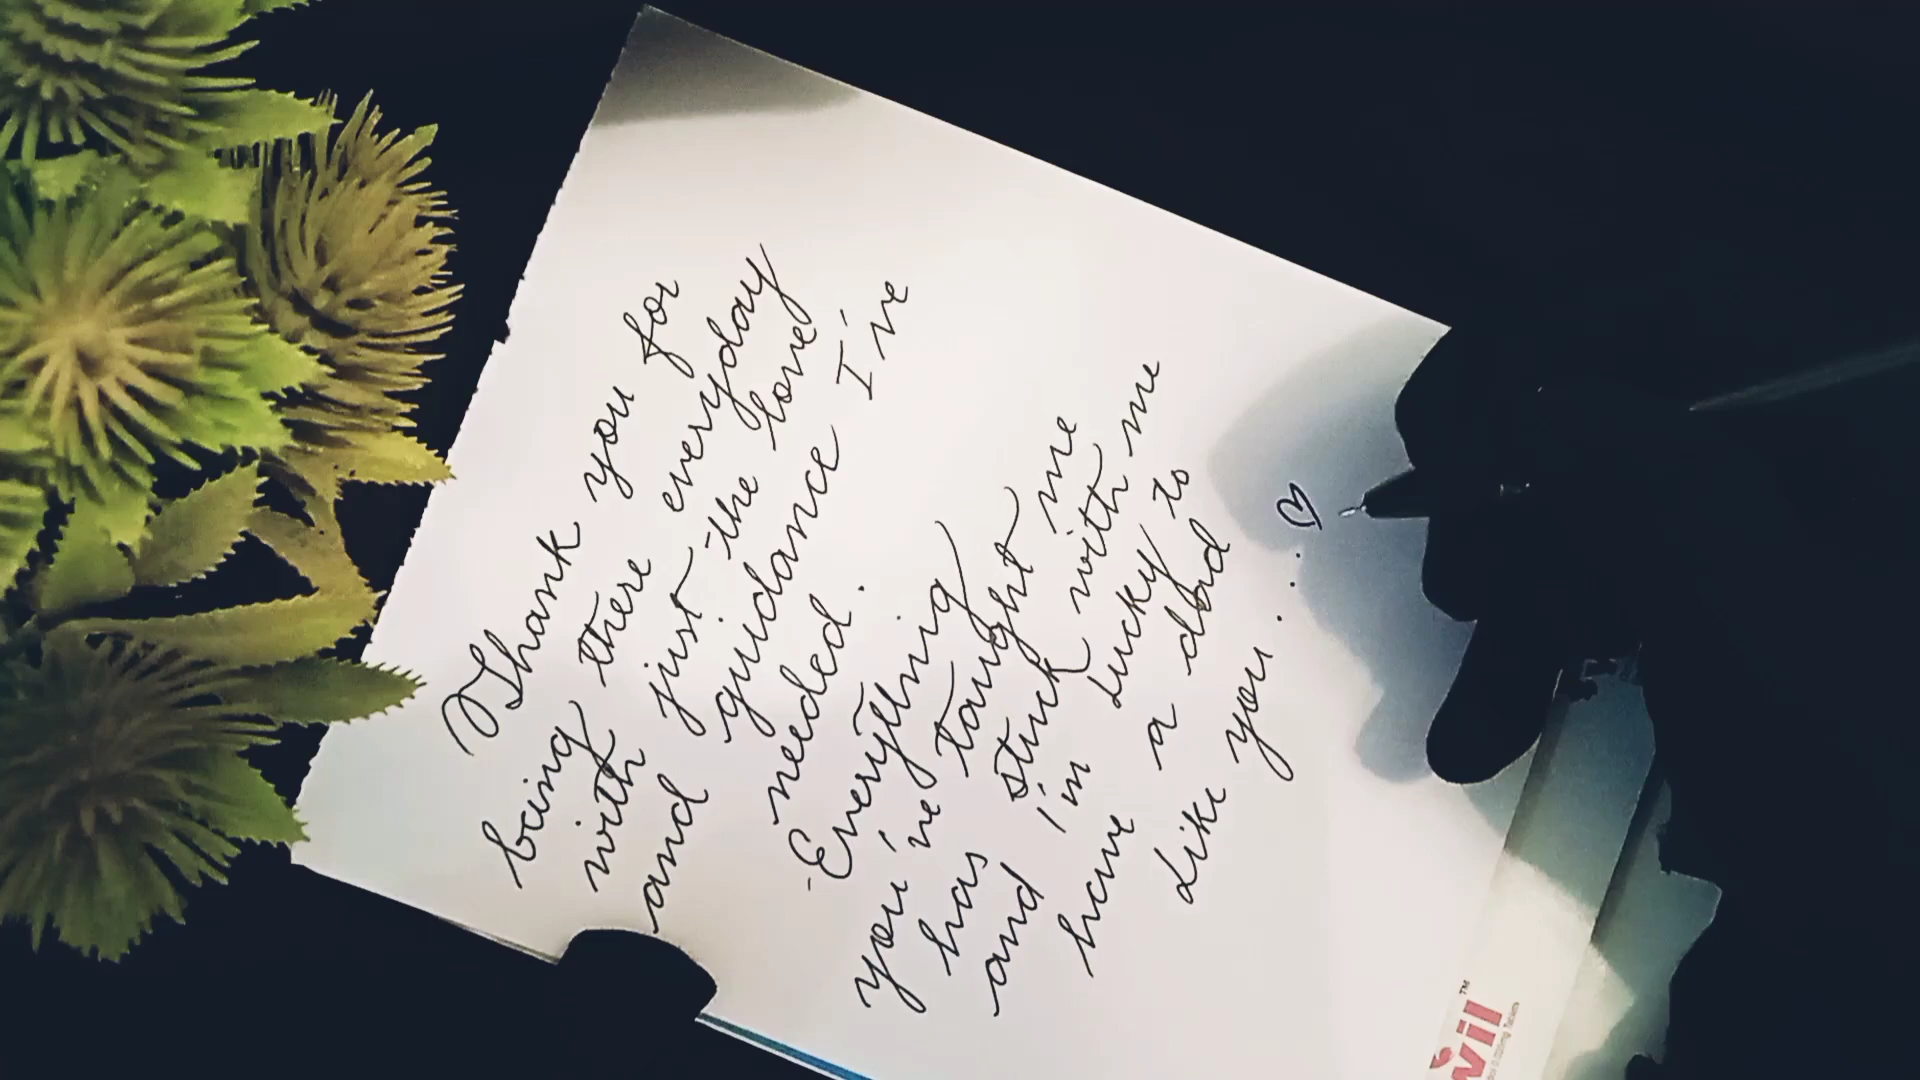 Thank you for
being there everyday
with just the love
and guidance I've
needed.
-Everything
you've taught me
has stuck with me
and i'm Lucky to
have a dad
Like you... ♡
vil™